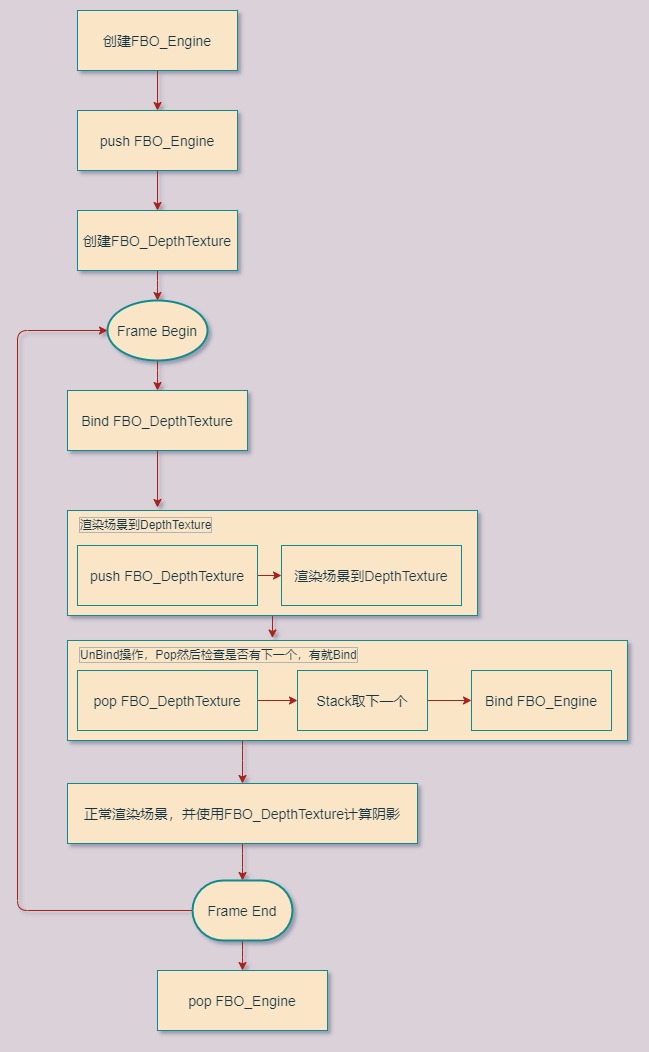 创建FBO_Engine
push FBO_Engine
创建FBO_DepthTexture
Frame Begin
Bind FBO_DepthTexture
渲染场景到DepthTexture
push FBO_DepthTexture
渲染场景到DepthTexture
UnBind操作，Pop然后检查是否有下一个，有就Bind
pop FBO_DepthTexture
Stack取下一个
Bind FBO_Engine
正常渲染场景，并使用FBO_DepthTexture计算阴影
Frame End
pop FBO_Engine